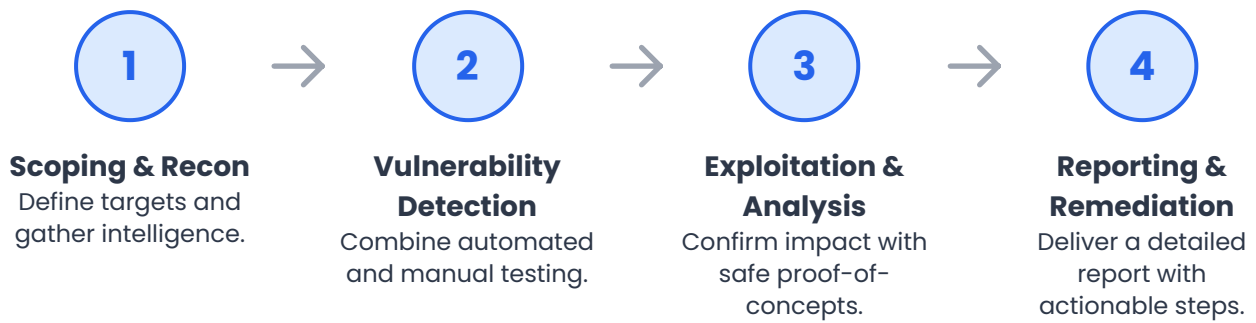 1
2
3
4
Scoping & Recon
Define targets and
gather intelligence.
Vulnerability
Detection
Combine automated
and manual testing.
Exploitation &
Analysis
Confirm impact with
safe proof-of-
concepts.
Reporting &
Remediation
Deliver a detailed
report with
actionable steps.